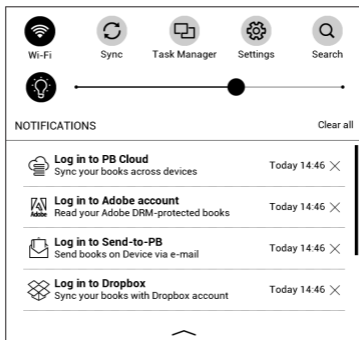 Wi-Fi Sync Task Manager Settings Search
NOTIFICATIONS Clear all
Log in to PB Cloud
Sync your books across devices
Today 14:46
Adobe
Log in to Adobe account
Read your Adobe DRM-protected books
Today 14:46
Log in to Send-to-PB
Send books on Device via e-mail
Today 14:46
Log in to Dropbox
Sync your books with Dropbox account
Today 14:46